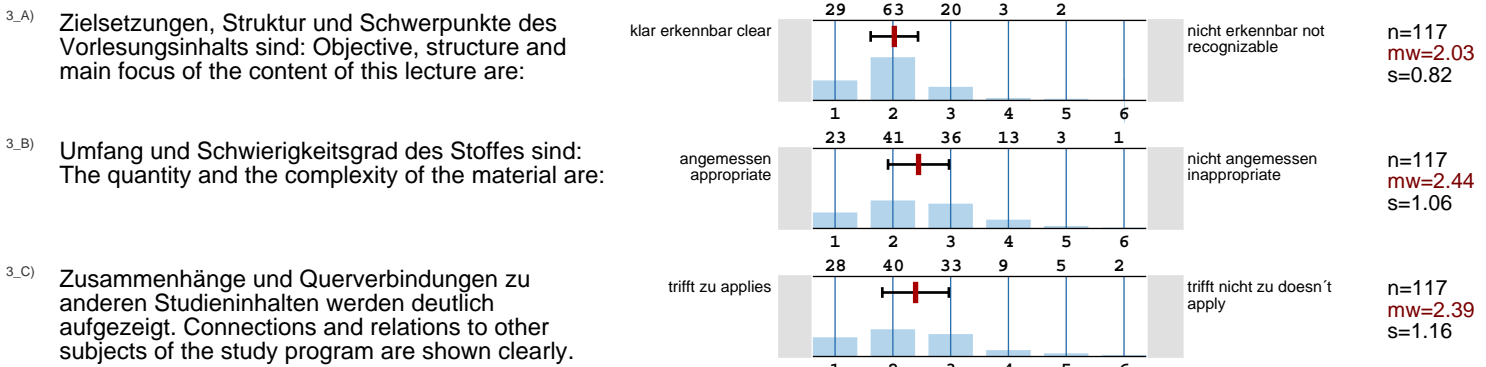 3_A) Zielsetzungen, Struktur und Schwerpunkte des
Vorlesungsinhalts sind: Objective, structure and
main focus of the content of this lecture are:
29 63 20 3 2
klar erkennbar clear
nicht erkennbar not
recognizable
n=117
mw=2.03
s=0.82
1 2 3 4 5 6
3_B) Umfang und Schwierigkeitsgrad des Stoffes sind:
The quantity and the complexity of the material are:
23 41 36 13 3 1
angemessen
appropriate
nicht angemessen
inappropriate
n=117
mw=2.44
s=1.06
1 2 3 4 5 6
3_C) Zusammenhänge und Querverbindungen zu
anderen Studieninhalten werden deutlich
aufgezeigt. Connections and relations to other
subjects of the study program are shown clearly.
28 40 33 9 5 2
trifft zu applies
trifft nicht zu doesn´t
apply
n=117
mw=2.39
s=1.16
1 2 3 4 5 6